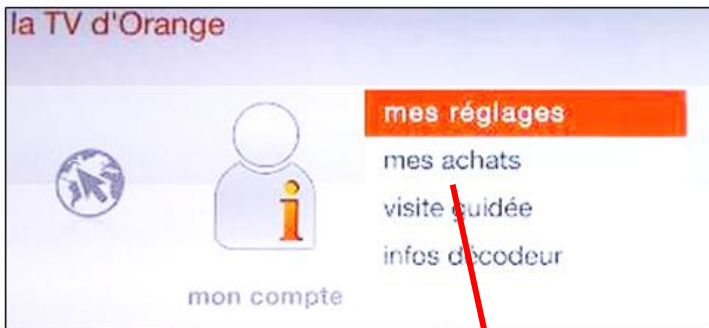 la TV d'Orange
mes réglages
mes achats
visite guidée
infos décodeur
mon compte